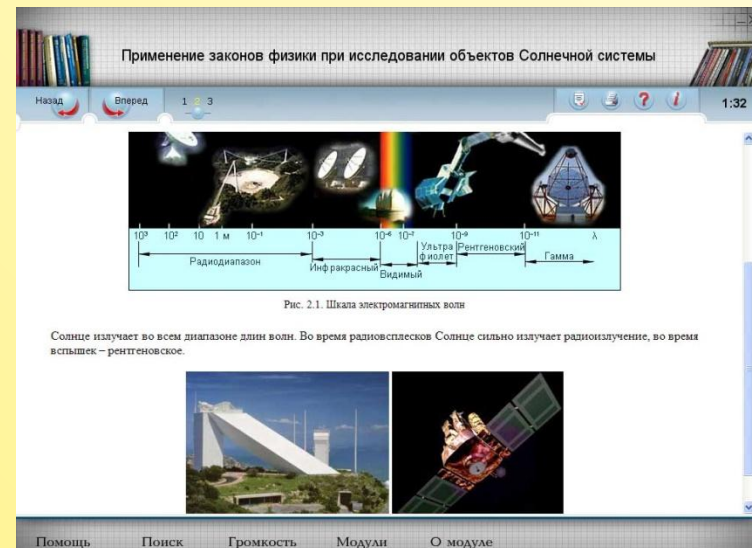 Применение законов физики при исследовании объектов Солнечной системы
Назад Вперед 1 2 3 1:32
10³ 10² 10 1 м 10⁻¹ 10⁻³ 10⁻⁶ 10⁻⁷ 10⁻⁹ 10⁻¹¹ λ
Радиодиапазон Инфракрасный Видимый Ультрафиолет Рентгеновский Гамма
Рис. 2.1. Шкала электромагнитных волн
Солнце излучает во всем диапазоне длин волн. Во время радиовсплесков Солнце сильно излучает радиоизлучение, во время
вспышек – рентгеновское.
Помощь Поиск Громкость Модули О модуле